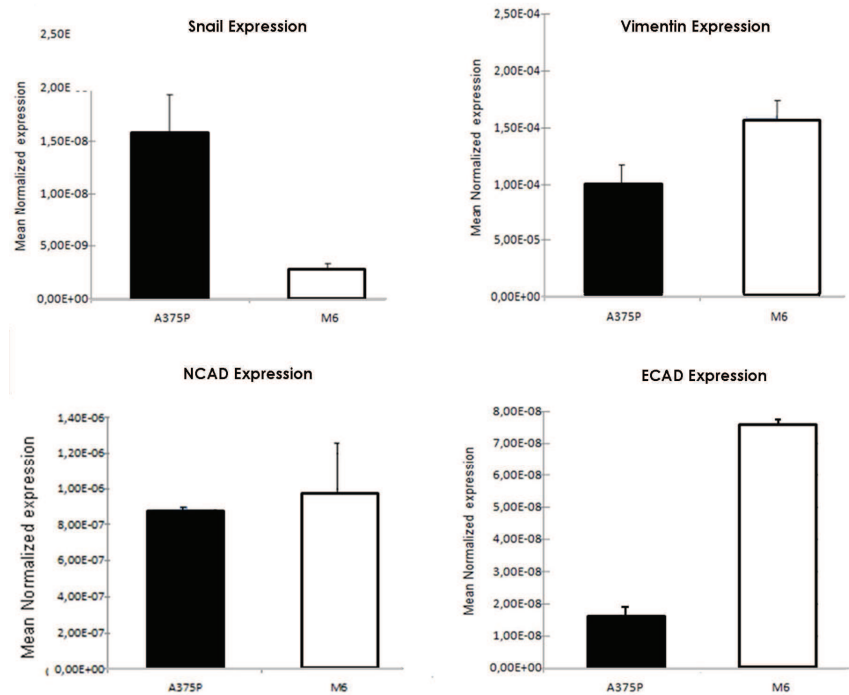 Snail Expression
Mean Normalized expression
2,50E
2,00E
1,50E-08
1,00E-08
5,00E-09
0,00E+00
A375P M6
Vimentin Expression
Mean Normalized expression
2,50E-04
2,00E-04
1,50E-04
1,00E-04
5,00E-05
0,00E+00
A375P M6
NCAD Expression
Mean Normalized expression
1,40E-06
1,20E-06
1,00E-06
8,00E-07
6,00E-07
4,00E-07
2,00E-07
0,00E+00
A375P M6
ECAD Expression
Mean Normalized expression
8,00E-08
7,00E-08
6,00E-08
5,00E-08
4,00E-08
3,00E-08
2,00E-08
1,00E-08
0,00E+00
A375P M6